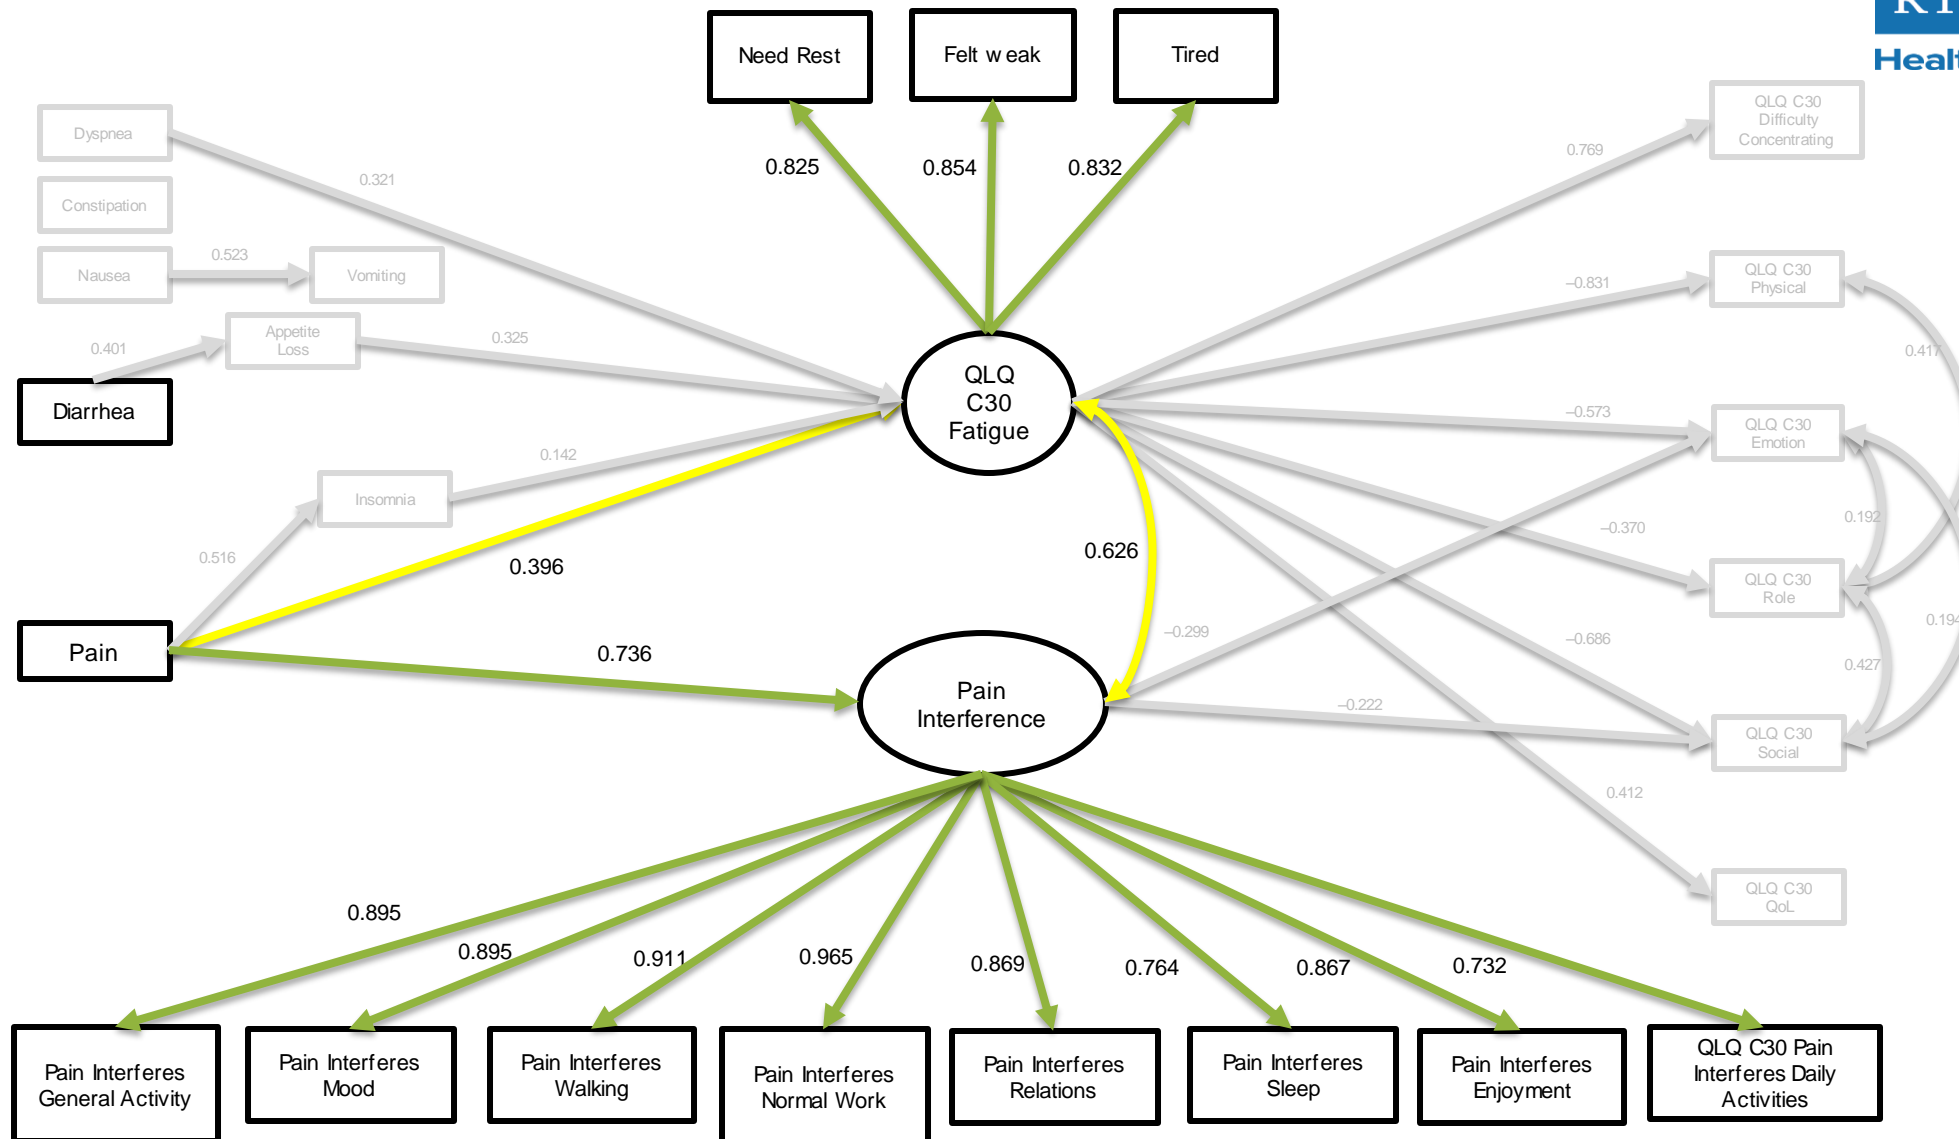 Need Rest
Felt weak
Tired
Healt
Dyspnea
Constipation
Nausea
0.523
Vomiting
0.321
0.825
0.854
0.832
0.769
QLQ C30
Difficulty
Concentrating
0.401
Appetite
Loss
0.325
Diarrhea
QLQ
C30
Fatigue
–0.831
QLQ C30
Physical
0.417
–0.573
QLQ C30
Emotion
0.142
Insomnia
0.516
0.396
0.626
–0.370
0.192
QLQ C30
Role
0.194
–0.299
–0.686
0.427
Pain
0.736
Pain
Interference
–0.222
QLQ C30
Social
0.412
QLQ C30
QoL
0.895
0.895
0.911
0.965
0.869
0.764
0.867
0.732
Pain Interferes
General Activity
Pain Interferes
Mood
Pain Interferes
Walking
Pain Interferes
Normal Work
Pain Interferes
Relations
Pain Interferes
Sleep
Pain Interferes
Enjoyment
QLQ C30 Pain
Interferes Daily
Activities